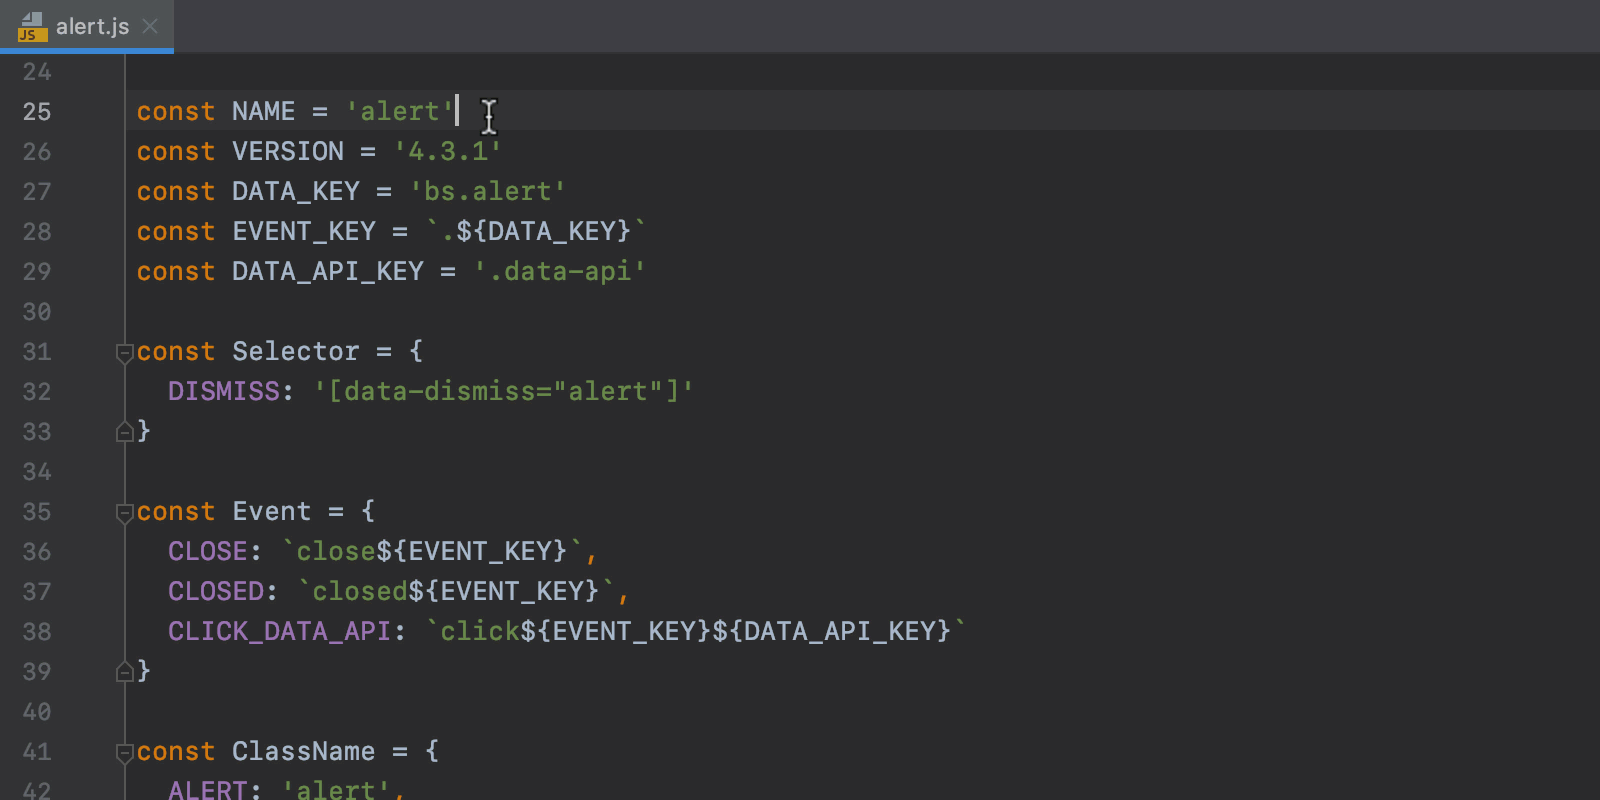 JS alert.js
24
25 const NAME = 'alert'
26 const VERSION = '4.3.1'
27 const DATA_KEY = 'bs.alert'
28 const EVENT_KEY = `.${DATA_KEY}`
29 const DATA_API_KEY = '.data-api'
30
31 const Selector = {
32   DISMISS: '[data-dismiss="alert"]'
33 }
34
35 const Event = {
36   CLOSE: `close${EVENT_KEY}`,
37   CLOSED: `closed${EVENT_KEY}`,
38   CLICK_DATA_API: `click${EVENT_KEY}${DATA_API_KEY}`
39 }
40
41 const ClassName = {
42   ALERT: 'alert',